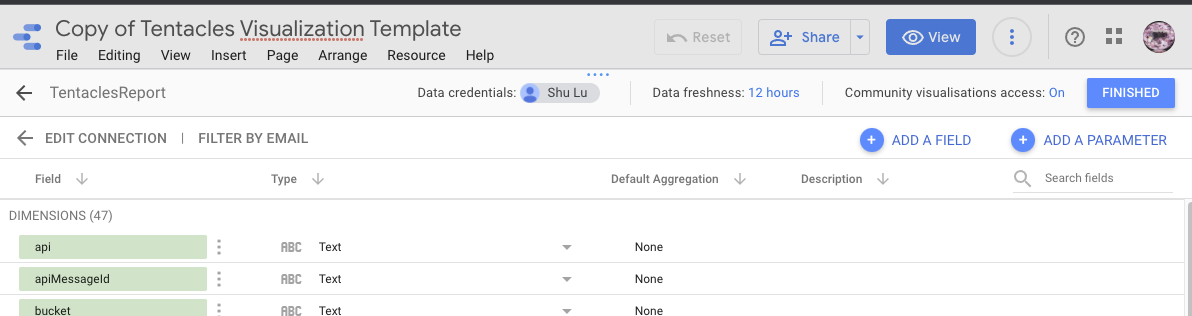 Copy of Tentacles Visualization Template
File Editing View Insert Page Arrange Resource Help
Reset
Share
View
TentaclesReport
Data credentials: Shu Lu
Data freshness: 12 hours
Community visualisations access: On
FINISHED
EDIT CONNECTION | FILTER BY EMAIL
ADD A FIELD
ADD A PARAMETER
Field Type Default Aggregation Description Search fields
DIMENSIONS (47)
api ABC Text None
apiMessageId ABC Text None
bucket ABC Text None